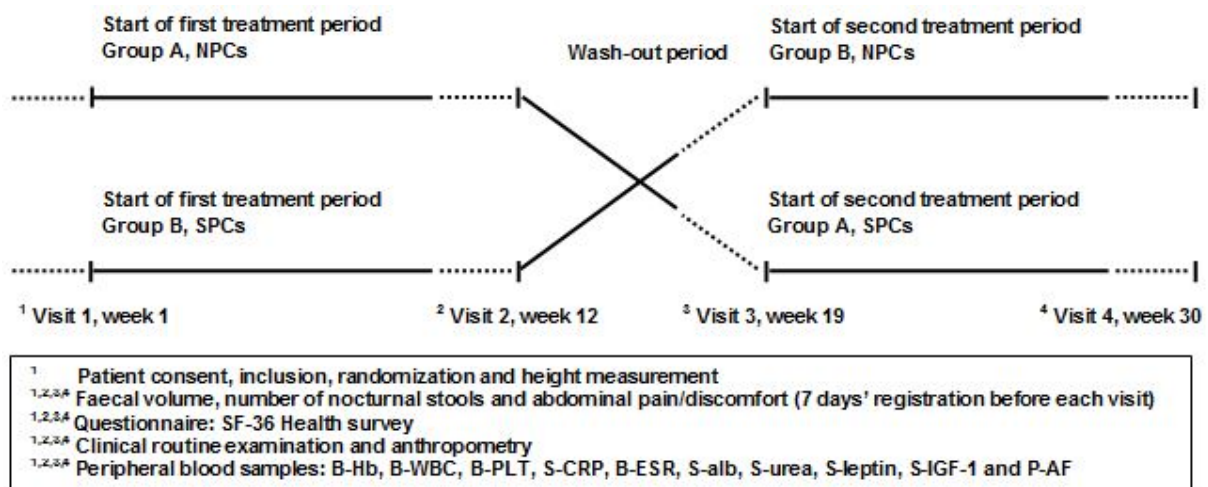 Start of first treatment period
Group A, NPCs
Wash-out period
Start of second treatment period
Group B, NPCs
Start of first treatment period
Group B, SPCs
Start of second treatment period
Group A, SPCs
1 Visit 1, week 1
2 Visit 2, week 12
3 Visit 3, week 19
4 Visit 4, week 30
1 Patient consent, inclusion, randomization and height measurement
1,2,3,4 Faecal volume, number of nocturnal stools and abdominal pain/discomfort (7 days' registration before each visit)
1,2,3,4 Questionnaire: SF-36 Health survey
1,2,3,4 Clinical routine examination and anthropometry
1,2,3,4 Peripheral blood samples: B-Hb, B-WBC, B-PLT, S-CRP, B-ESR, S-alb, S-urea, S-leptin, S-IGF-1 and P-AF